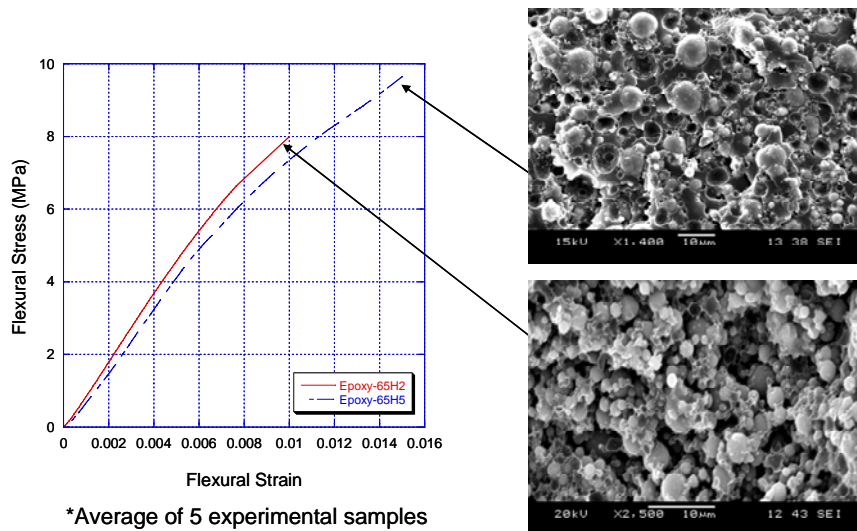 10
8
6
4
2
0
Flexural Stress (MPa)
Epoxy-65H2
Epoxy-65H5
0 0.002 0.004 0.006 0.008 0.01 0.012 0.014 0.016
Flexural Strain
*Average of 5 experimental samples
15kU X1,400 10μm 13 38 SEI
20kU X2,500 10μm 12 43 SEI